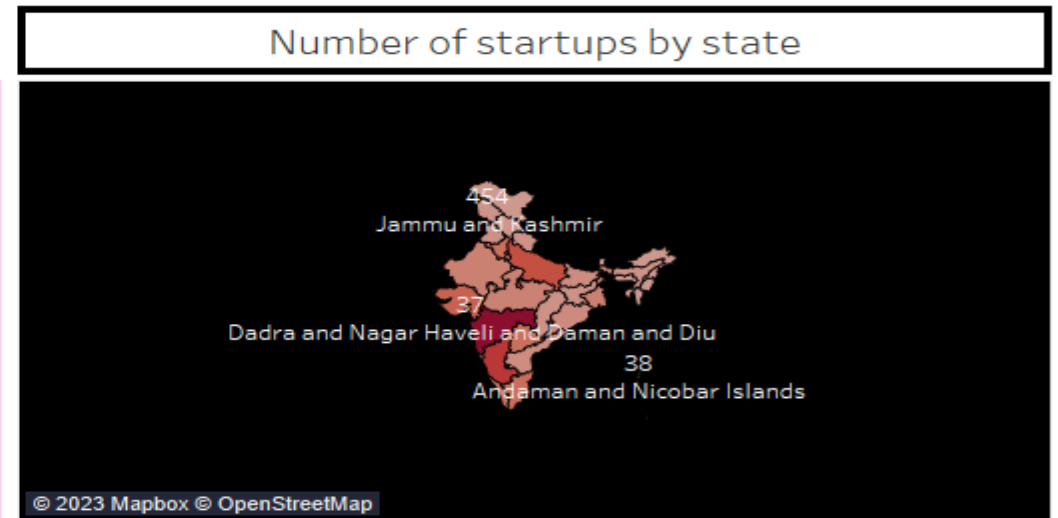 Number of startups by state
454
Jammu and Kashmir
37
Dadra and Nagar Haveli and Daman and Diu
38
Andaman and Nicobar Islands
© 2023 Mapbox © OpenStreetMap